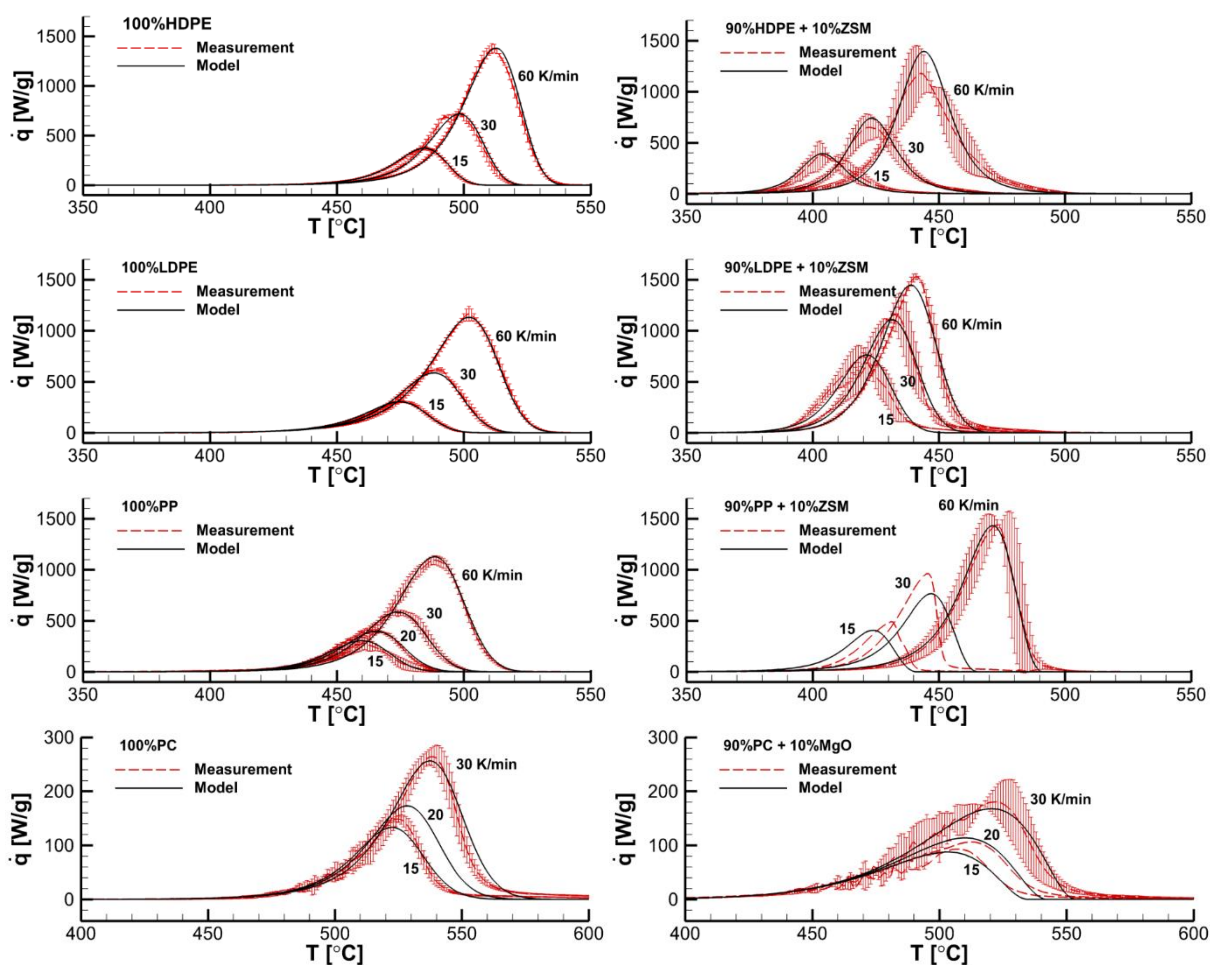 100%HDPE
Measurement
Model
60 K/min
30
15
q̇ [W/g]
1500
1000
500
0
350 400 450 500 550
T [°C]
90%HDPE + 10%ZSM
Measurement
Model
60 K/min
30
15
q̇ [W/g]
1500
1000
500
0
350 400 450 500 550
T [°C]
100%LDPE
Measurement
Model
60 K/min
30
15
q̇ [W/g]
1500
1000
500
0
350 400 450 500 550
T [°C]
90%LDPE + 10%ZSM
Measurement
Model
60 K/min
30
15
q̇ [W/g]
1500
1000
500
0
350 400 450 500 550
T [°C]
100%PP
Measurement
Model
60 K/min
30
20
15
q̇ [W/g]
1500
1000
500
0
350 400 450 500 550
T [°C]
90%PP + 10%ZSM
Measurement
Model
60 K/min
30
15
q̇ [W/g]
1500
1000
500
0
350 400 450 500 550
T [°C]
100%PC
Measurement
Model
30 K/min
20
15
q̇ [W/g]
300
200
100
0
400 450 500 550 600
T [°C]
90%PC + 10%MgO
Measurement
Model
30 K/min
20
15
q̇ [W/g]
300
200
100
0
400 450 500 550 600
T [°C]